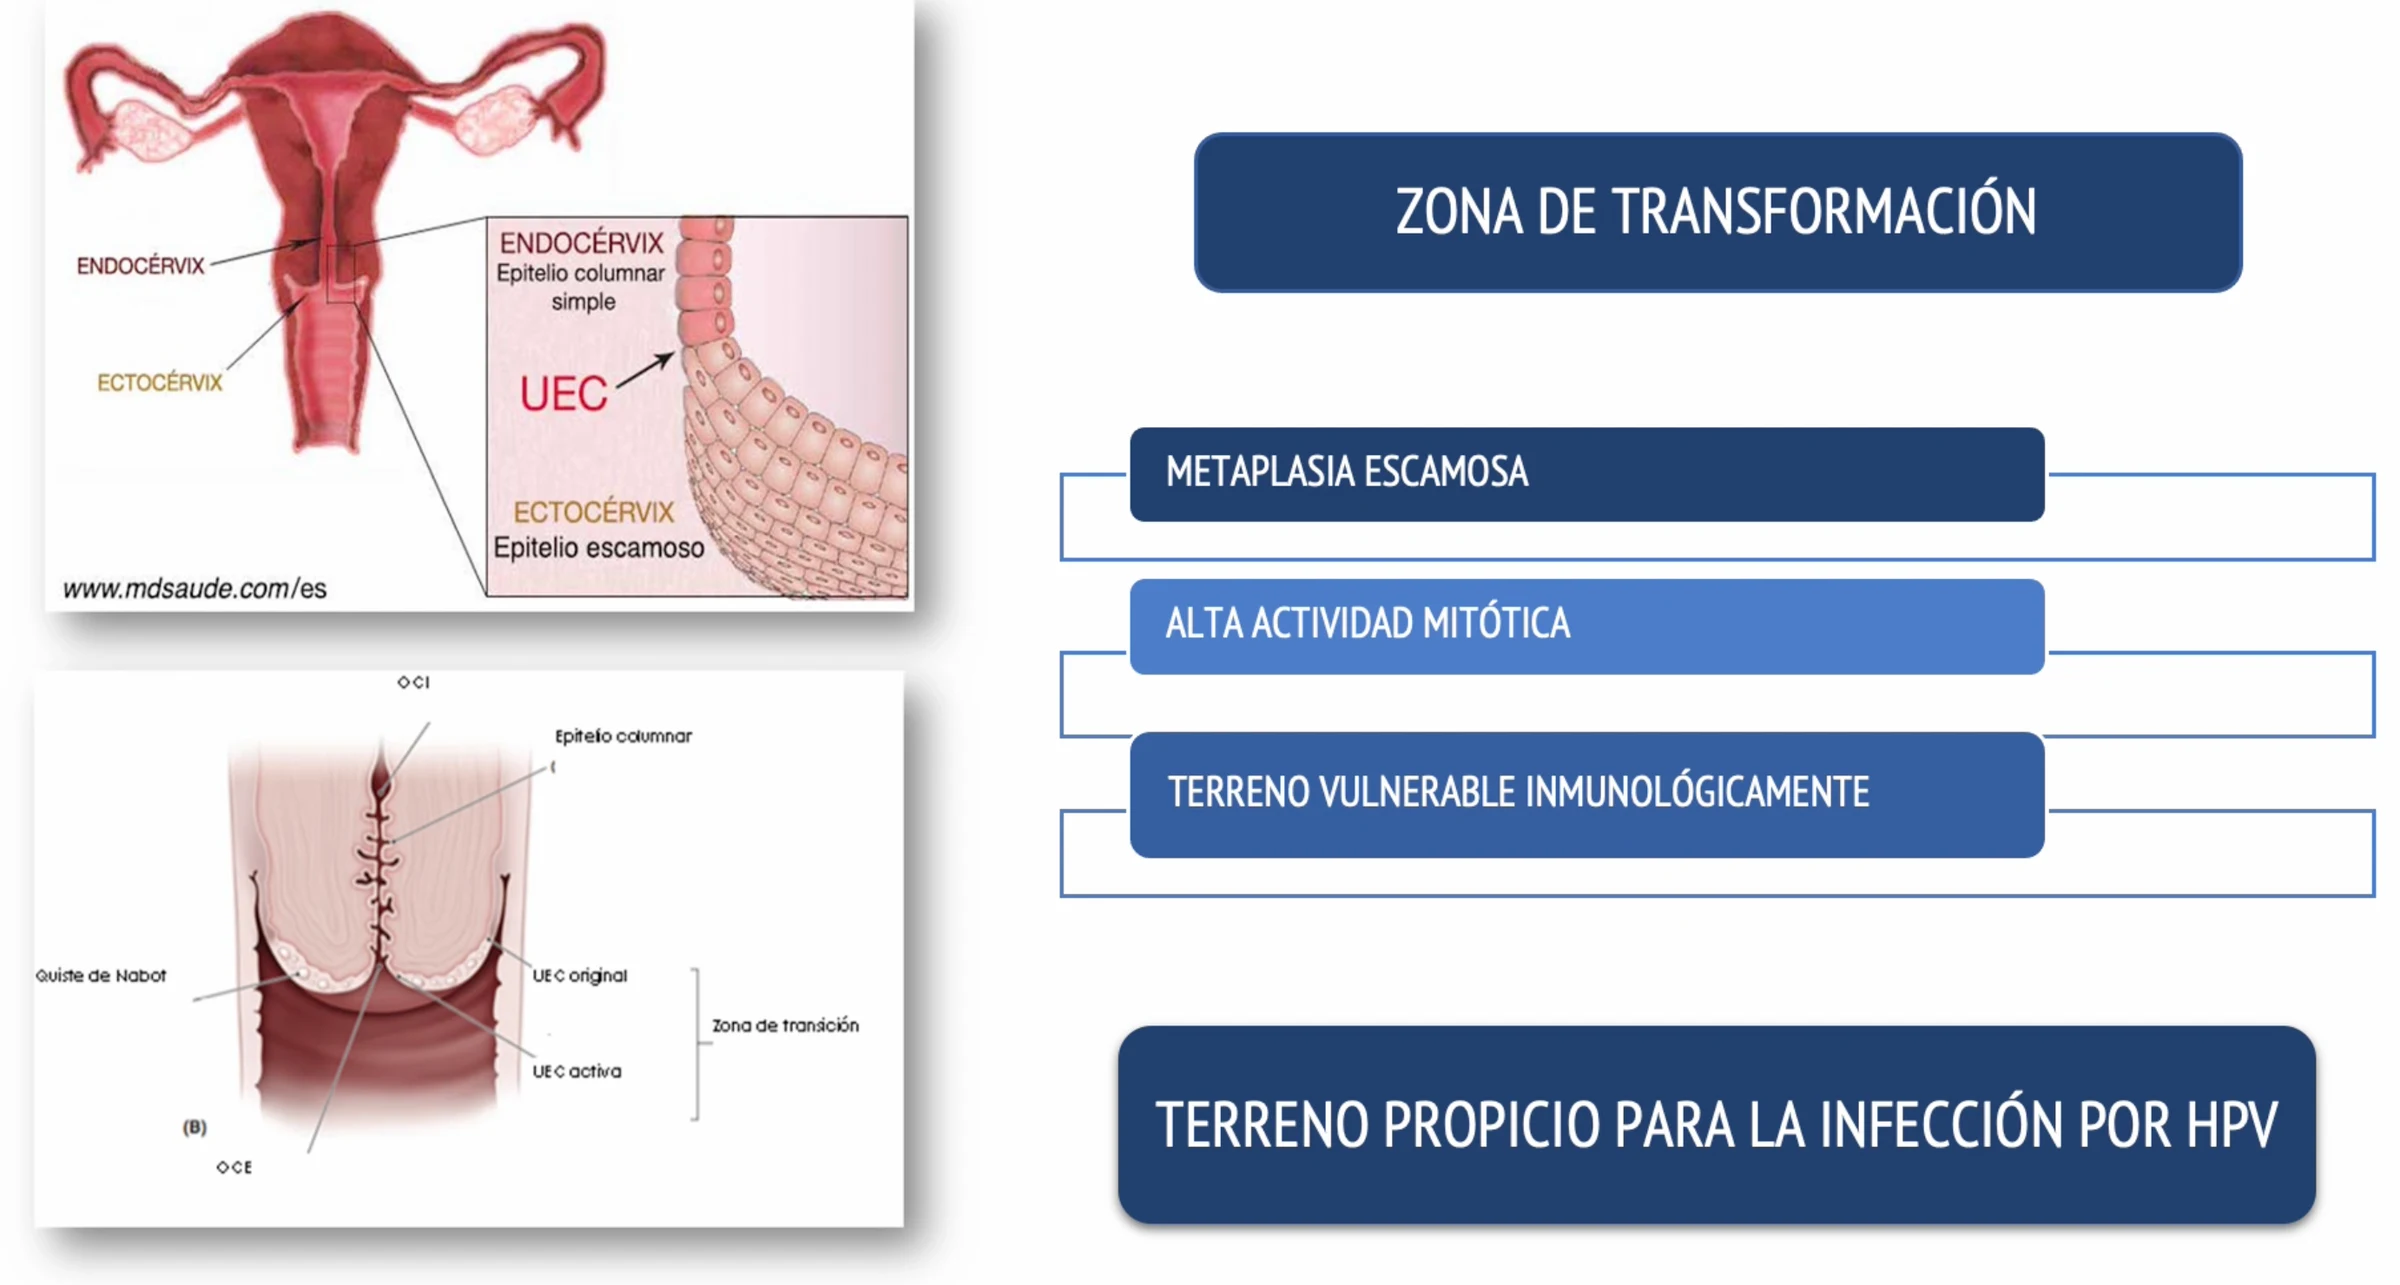 ENDOCÉRVIX
ECTOCÉRVIX
www.mdsaude.com/es
ENDOCÉRVIX
Epitelio columnar
simple
UEC
ECTOCÉRVIX
Epitelio escamoso
OCI
Epitelio columnar
(
Quiste de Nabot
UEC original
Zona de transición
UEC activa
(B)
OCE
ZONA DE TRANSFORMACIÓN
METAPLASIA ESCAMOSA
ALTA ACTIVIDAD MITÓTICA
TERRENO VULNERABLE INMUNOLÓGICAMENTE
TERRENO PROPICIO PARA LA INFECCIÓN POR HPV